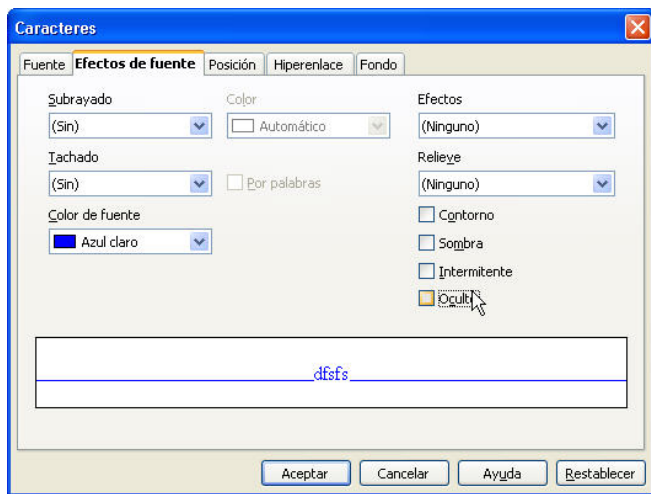 Caracteres
Fuente Efectos de fuente Posición Hiperenlace Fondo
Subrayado Color Efectos
(Sin) Automático (Ninguno)
Tachado Relieve
(Sin) Por palabras (Ninguno)
Color de fuente Contorno
Azul claro Sombra
Intermitente
dfsfs
Aceptar Cancelar Ayuda Restablecer